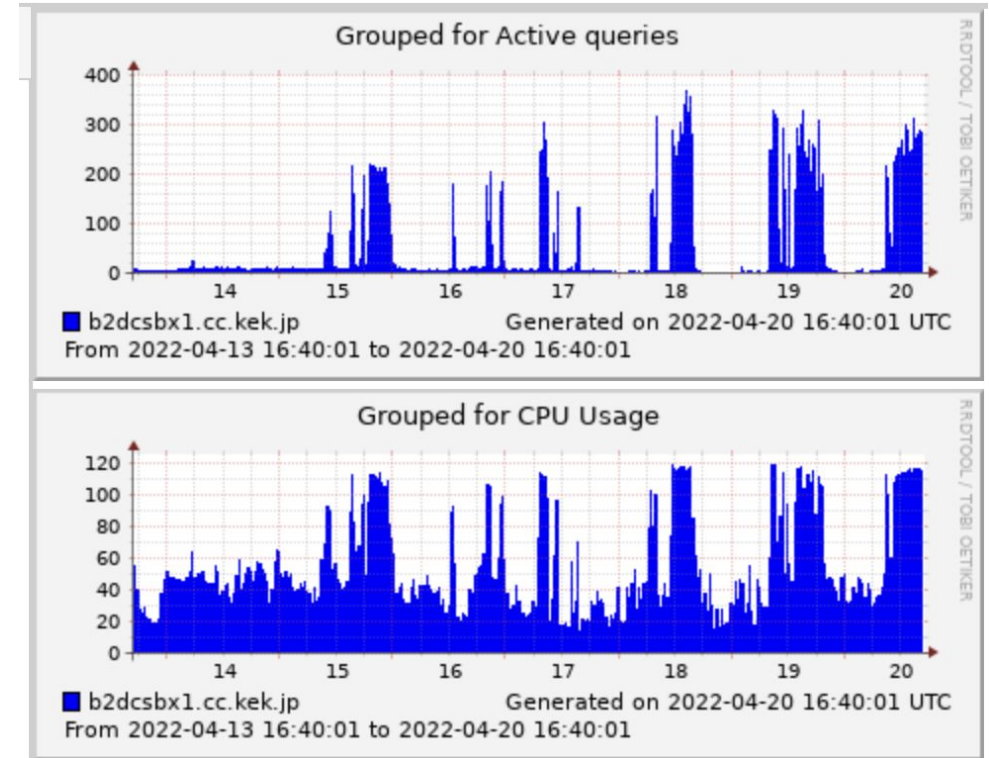 Grouped for Active queries
RRDTOOL / TOBI OETIKER
400
300
200
100
0
14 15 16 17 18 19 20
b2dcsbx1.cc.kek.jp Generated on 2022-04-20 16:40:01 UTC
From 2022-04-13 16:40:01 to 2022-04-20 16:40:01
Grouped for CPU Usage
RRDTOOL / TOBI OETIKER
120
100
80
60
40
20
0
14 15 16 17 18 19 20
b2dcsbx1.cc.kek.jp Generated on 2022-04-20 16:40:01 UTC
From 2022-04-13 16:40:01 to 2022-04-20 16:40:01